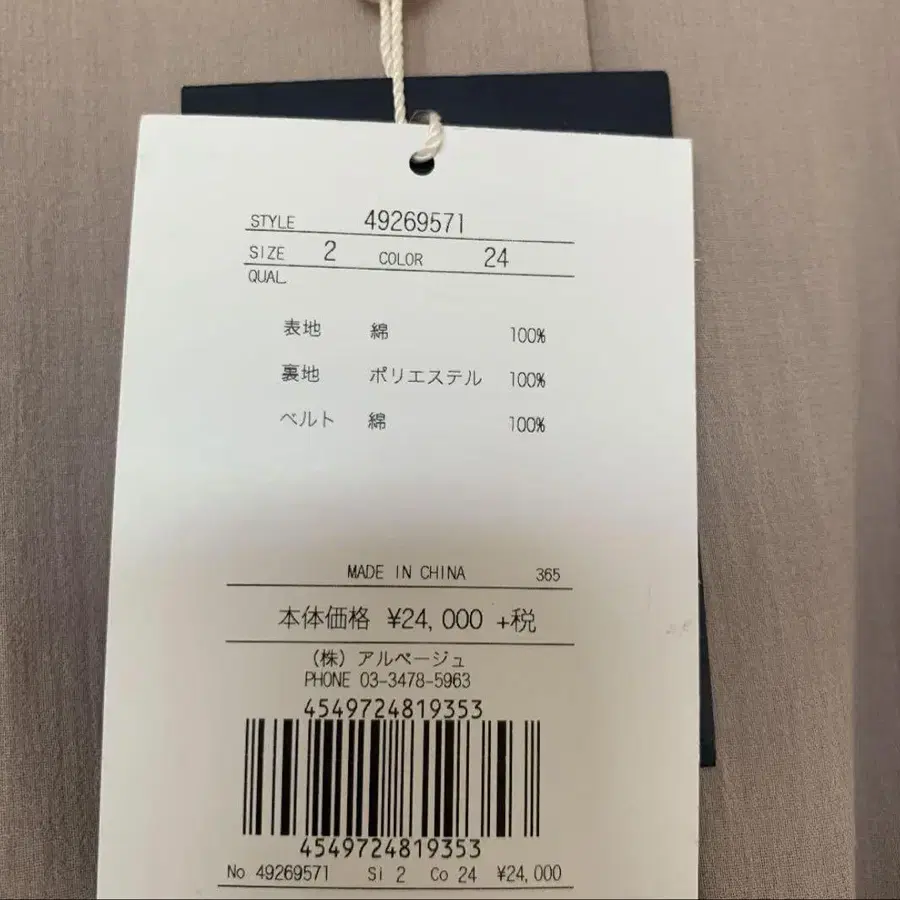 STYLE 49269571
SIZE 2 COLOR 24
QUAL
表地 綿 100%
裏地 ポリエステル 100%
ベルト 綿 100%
MADE IN CHINA 365
本体価格 ¥24,000 +税
(株) アルページュ
PHONE 03-3478-5963
4549724819353
4549724819353
No 49269571 Si 2 Co 24 ¥24,000